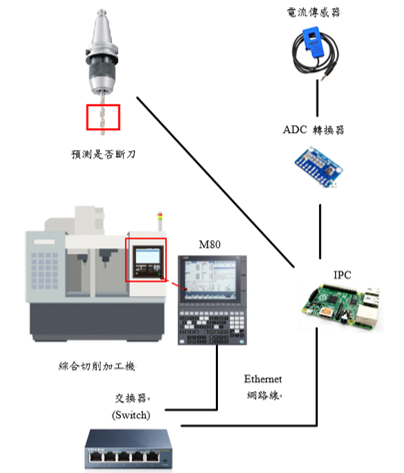 電流傳感器
ADC 轉換器
預測是否斷刀
M80
IPC
綜合切削加工機
Ethernet
網路線,
交換器,
(Switch)